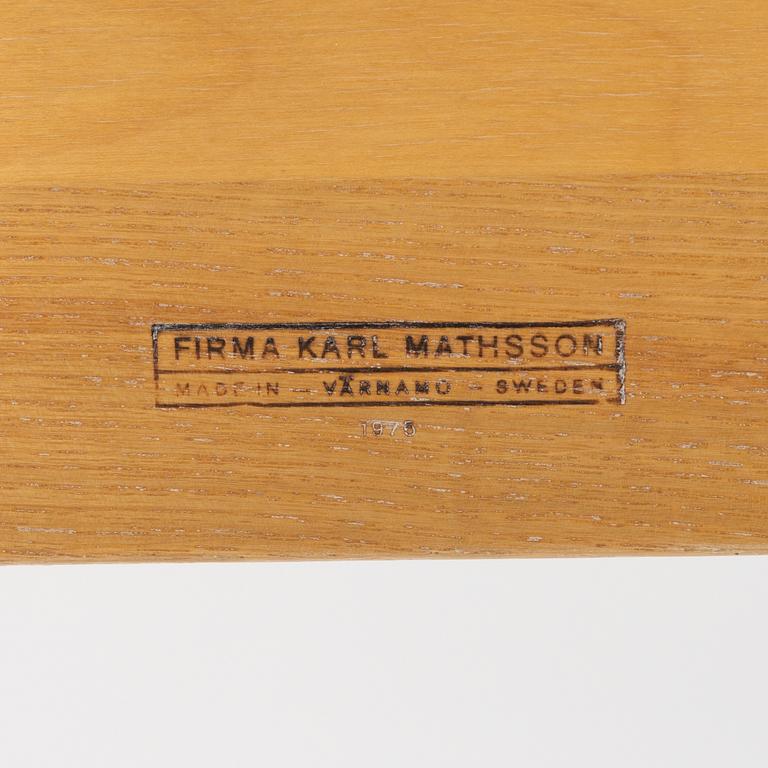 FIRMA KARL MATHSSON
MADE IN - VÄRNAMO - SWEDEN
1975